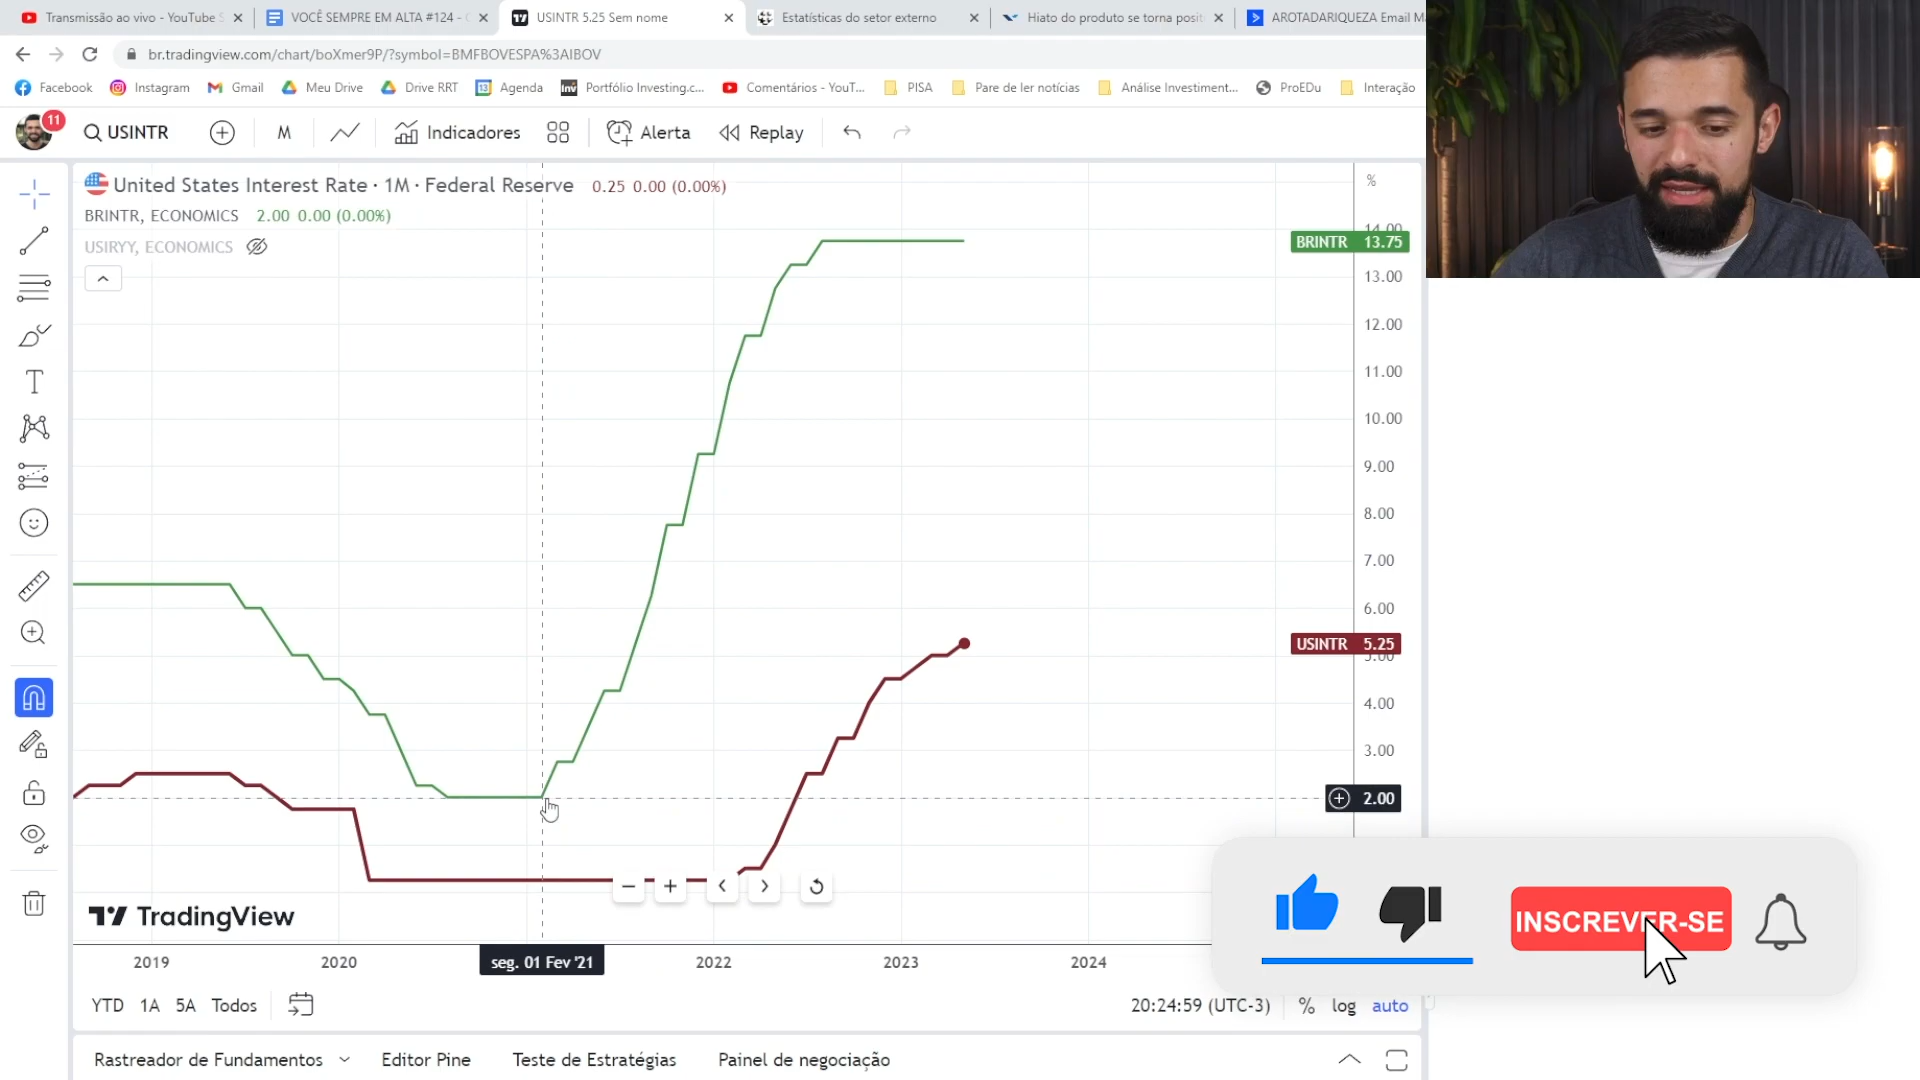 Transmissão ao vivo - YouTube S
VOCÊ SEMPRE EM ALTA #124 -
USINTR 5.25 Sem nome
Estatísticas do setor externo
Hiato do produto se torna posit
AROTADARIQUEZA Email M
br.tradingview.com/chart/boXmer9P/?symbol=BMFBOVESPA%3AIBOV
Facebook
Instagram
Gmail
Meu Drive
Drive RRT
Agenda
Portfólio Investing.c...
Comentários - YouT...
PISA
Pare de ler notícias
Análise Investiment...
ProEDu
Interação
11
USINTR
M
Indicadores
Alerta
Replay
United States Interest Rate · 1M · Federal Reserve 0.25 0.00 (0.00%)
BRINTR, ECONOMICS 2.00 0.00 (0.00%)
USIRYY, ECONOMICS
%
14.00
BRINTR 13.75
13.00
12.00
11.00
10.00
9.00
8.00
7.00
6.00
USINTR 5.25
5.00
4.00
3.00
2.00
TradingView
2019
2020
seg. 01 Fev '21
2022
2023
2024
INSCREVER-SE
YTD 1A 5A Todos
20:24:59 (UTC-3) % log auto
Rastreador de Fundamentos
Editor Pine
Teste de Estratégias
Painel de negociação